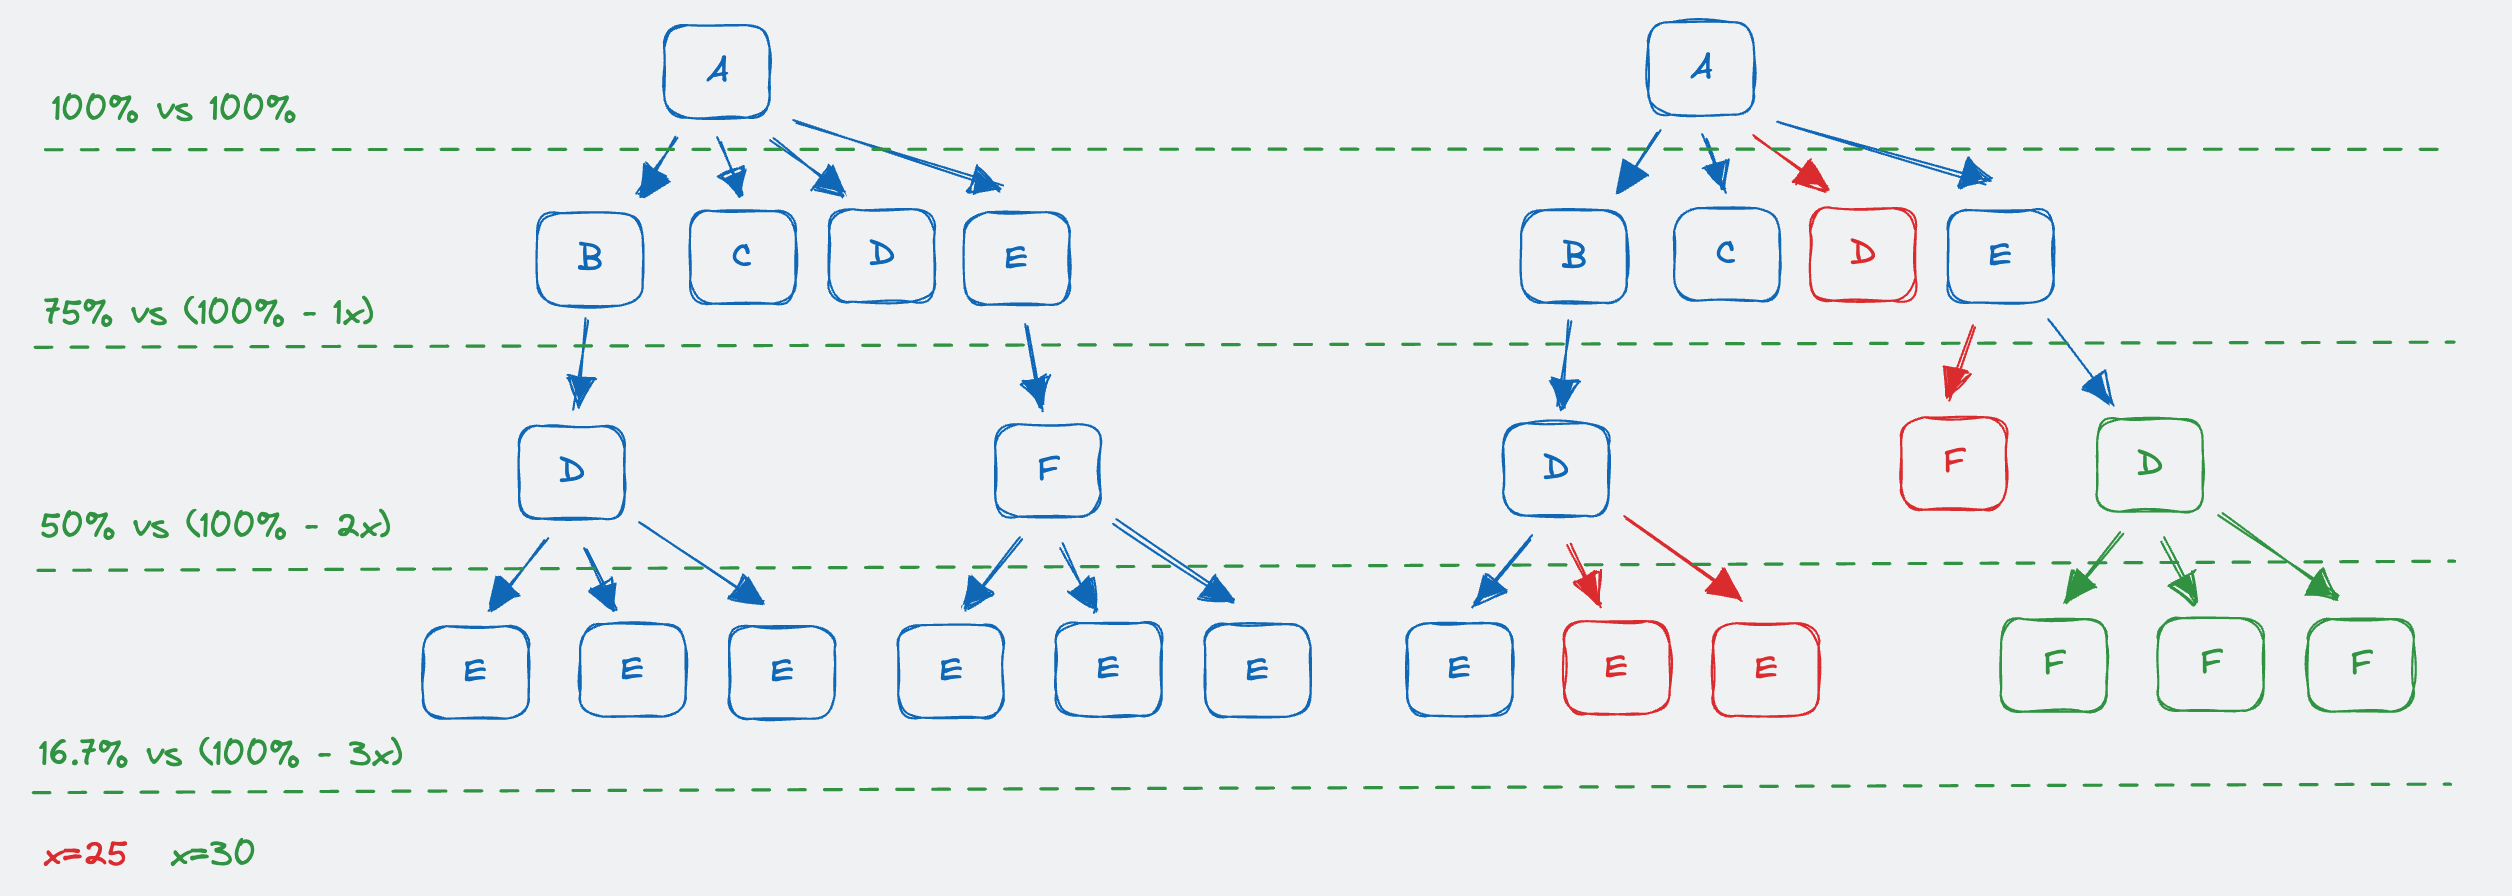 A A
100% vs 100%
B C D E B C D E
75% vs (100% - 1x)
D F D F D
50% vs (100% - 2x)
E E E E E E E E E F F F
16.7% vs (100% - 3x)
x=25 x=30